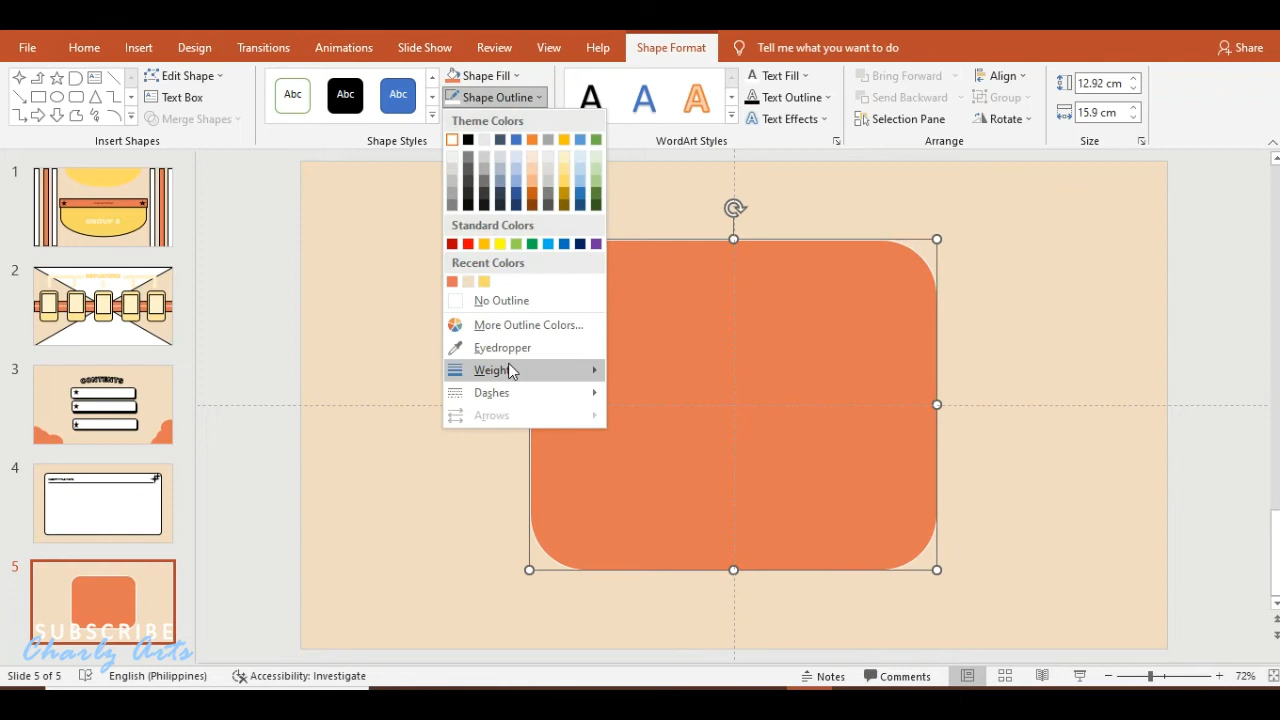 File Home Insert Design Transitions Animations Slide Show Review View Help Shape Format Tell me what you want to do Share
Edit Shape Abc Abc Abc Shape Fill A A A Text Fill Bring Forward Align 12.92 cm
Text Box Shape Outline Text Outline Send Backward Group
Merge Shapes Text Effects Selection Pane Rotate 15.9 cm
Insert Shapes Shape Styles WordArt Styles Arrange Size
Theme Colors
Standard Colors
Recent Colors
No Outline
More Outline Colors...
Eyedropper
Weight
Dashes
Arrows
1
GROUP
2
3
CONTENTS
4
5
SUBSCRIBE
Charly Arts
Slide 5 of 5 English (Philippines) Accessibility: Investigate Notes Comments 72%